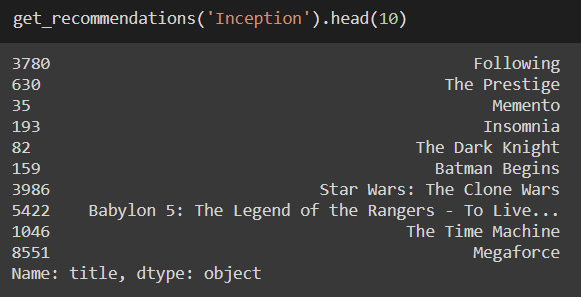 get_recommendations('Inception').head(10)
3780 Following
630 The Prestige
35 Memento
193 Insomnia
82 The Dark Knight
159 Batman Begins
3986 Star Wars: The Clone Wars
5422 Babylon 5: The Legend of the Rangers - To Live...
1046 The Time Machine
8551 Megaforce
Name: title, dtype: object